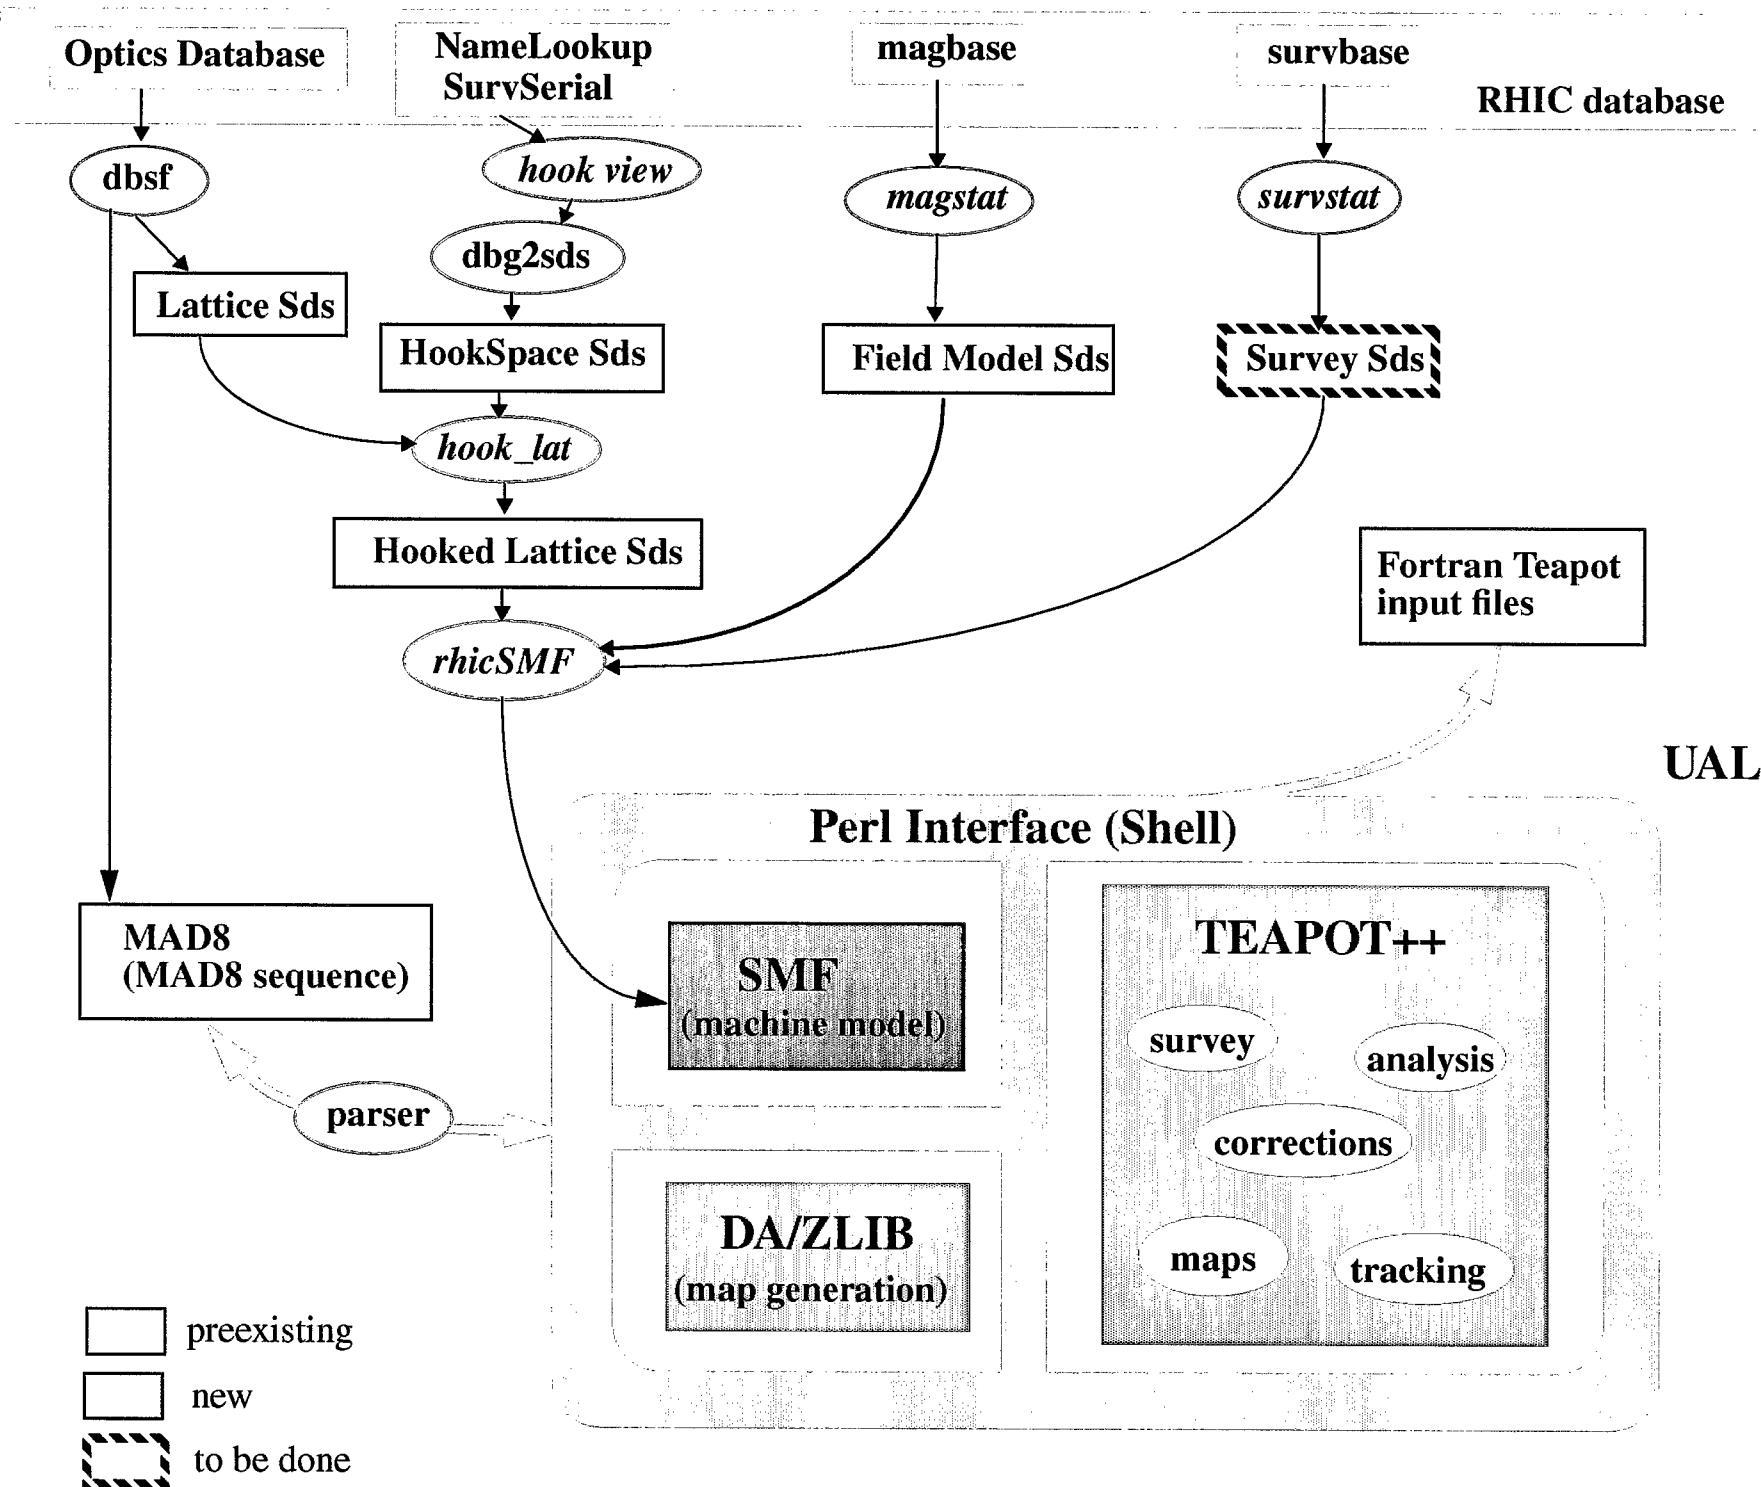 Optics Database
NameLookup
SurvSerial
magbase
survbase
RHIC database
dbsf
hook view
magstat
survstat
dbg2sds
Lattice Sds
HookSpace Sds
Field Model Sds
Survey Sds
hook_lat
Hooked Lattice Sds
Fortran Teapot
input files
rhicSMF
UAL
Perl Interface (Shell)
MAD8
(MAD8 sequence)
SMF
(machine model)
TEAPOT++
survey
analysis
parser
corrections
DA/ZLIB
(map generation)
maps
tracking
preexisting
new
to be done